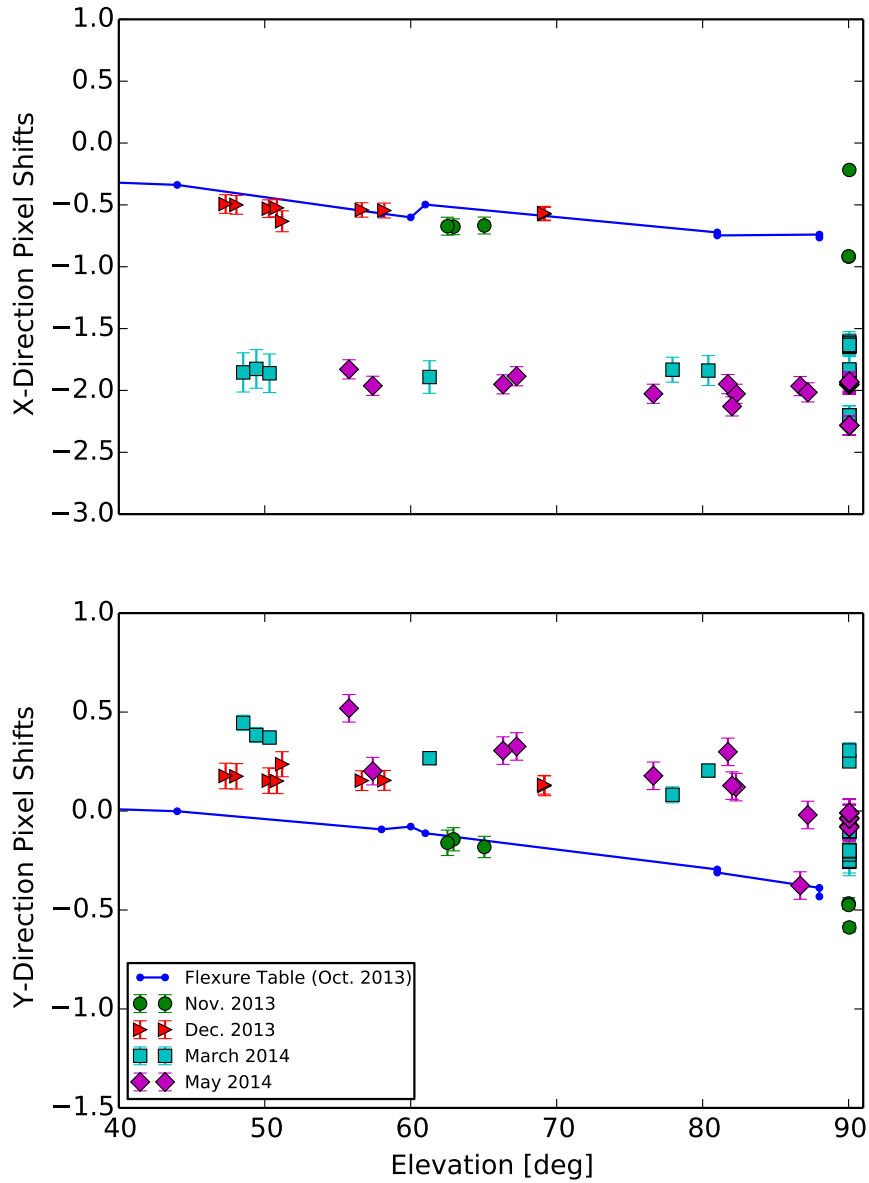 1.0
0.5
0.0
−0.5
−1.0
−1.5
−2.0
−2.5
−3.0
X-Direction Pixel Shifts
1.0
0.5
0.0
−0.5
−1.0
−1.5
Y-Direction Pixel Shifts
Flexure Table (Oct. 2013)
Nov. 2013
Dec. 2013
March 2014
May 2014
40 50 60 70 80 90
Elevation [deg]